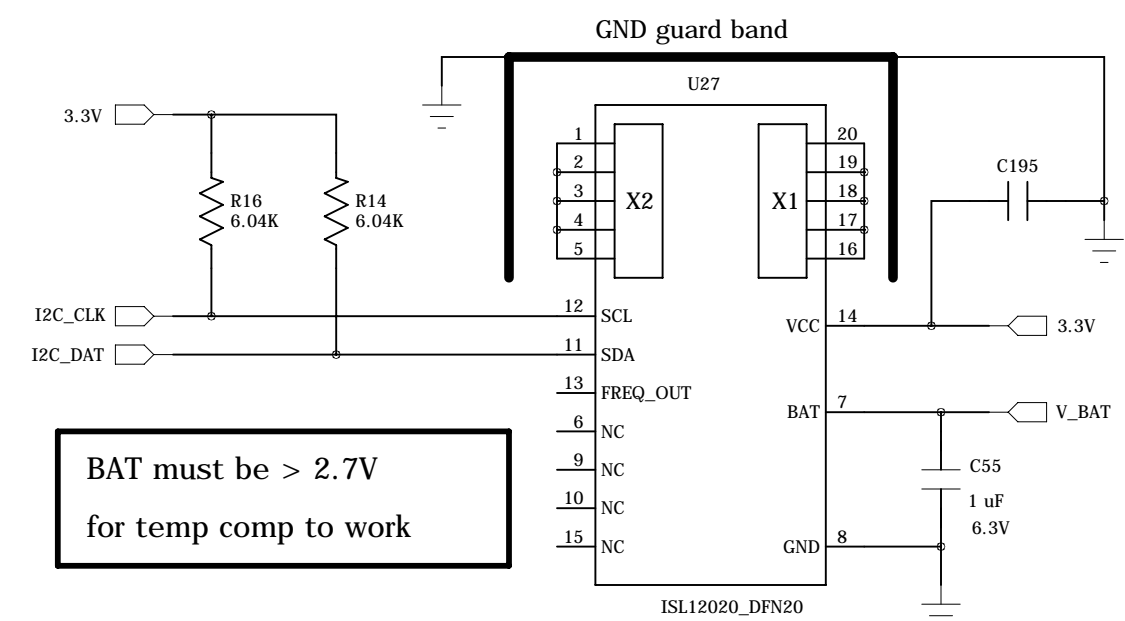 GND guard band
U27
3.3V
1
2
3
4
5
X2
X1
20
19
18
17
16
C195
R16
6.04K
R14
6.04K
I2C_CLK
12
SCL
I2C_DAT
11
SDA
VCC
14
3.3V
13
FREQ_OUT
BAT
7
V_BAT
6
NC
9
NC
10
NC
15
NC
C55
1 uF
6.3V
GND
8
BAT must be > 2.7V
for temp comp to work
ISL12020_DFN20